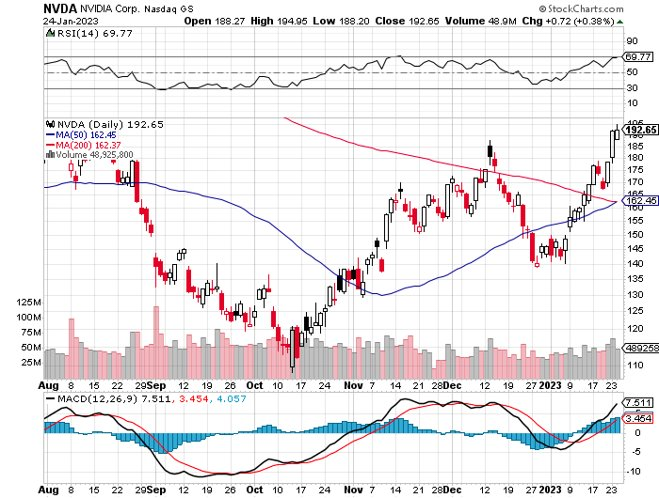 NVDA NVIDIA Corp. Nasdaq GS © StockCharts.com
24-Jan-2023 Open 188.27 High 194.95 Low 188.20 Close 192.65 Volume 48.9M Chg +0.72 (+0.38%)
RSI(14) 69.77
90
69.77
50
30
10
NVDA (Daily) 192.65
MA(50) 162.45
MA(200) 162.37
Volume 48,925,800
195
192.65
185
180
175
170
165
162.45
160
155
150
145
140
135
130
125
120
110
125M
100M
75M
50M
25M
489258
Aug 8 15 22 29 Sep 12 19 26 Oct 10 17 24 Nov 7 14 21 28 Dec 12 19 27 2023 9 17 23
MACD(12,26,9) 7.511, 3.454, 4.057
7.511
3.454
0
-5
-10
Aug 8 15 22 29 Sep 12 19 26 Oct 10 17 24 Nov 7 14 21 28 Dec 12 19 27 2023 9 17 23